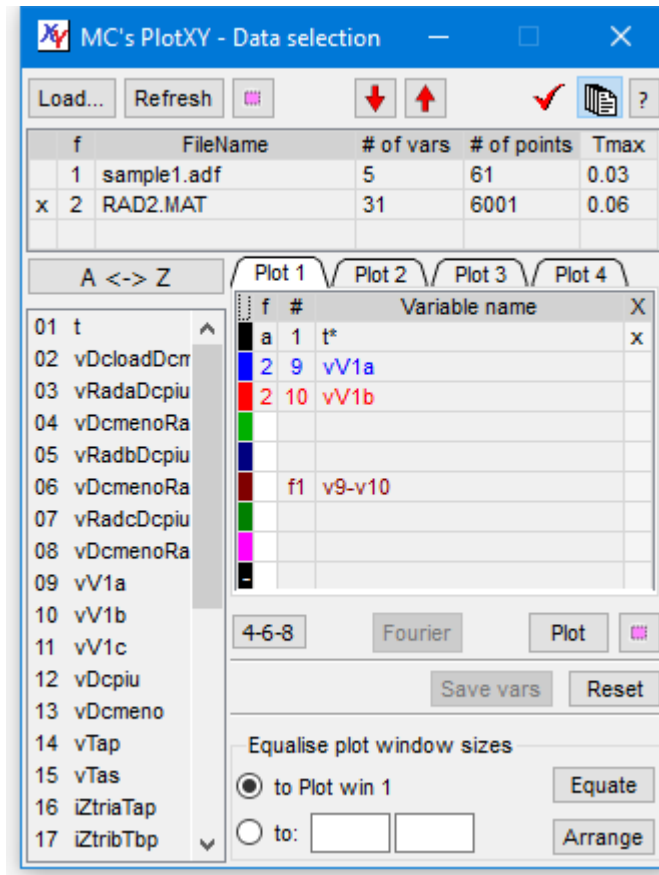 XY MC's PlotXY - Data selection
Load... Refresh ?
f FileName # of vars # of points Tmax
1 sample1.adf 5 61 0.03
x 2 RAD2.MAT 31 6001 0.06
A <-> Z Plot 1 Plot 2 Plot 3 Plot 4
f # Variable name X
a 1 t* x
2 9 vV1a
2 10 vV1b
f1 v9-v10
-
01 t
02 vDcloadDcm
03 vRadaDcpiu
04 vDcmenoRa
05 vRadbDcpiu
06 vDcmenoRa
07 vRadcDcpiu
08 vDcmenoRa
09 vV1a
10 vV1b
11 vV1c
12 vDcpiu
13 vDcmeno
14 vTap
15 vTas
16 iZtriaTap
17 iZtribTbp
4-6-8 Fourier Plot
Save vars Reset
Equalise plot window sizes
to Plot win 1 Equate
to: Arrange